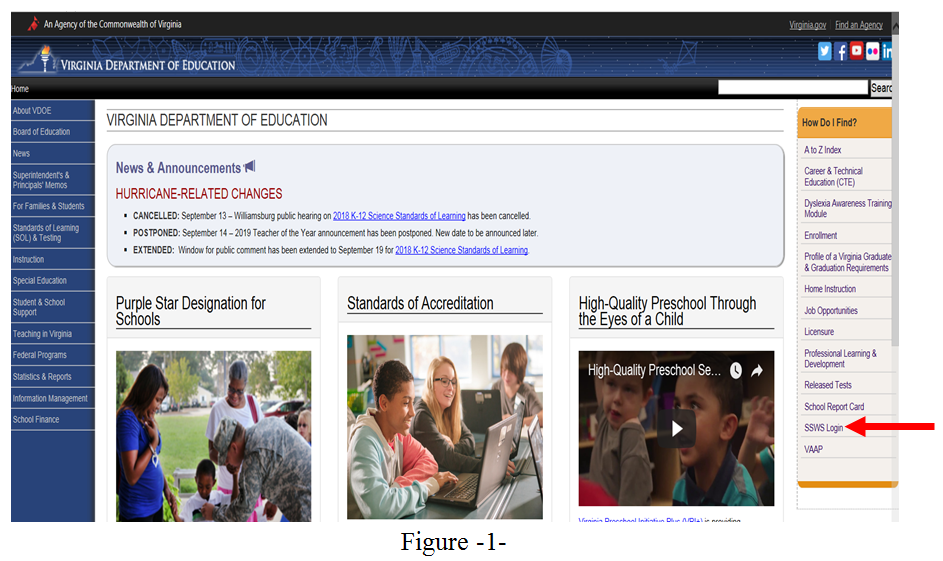 An Agency of the Commonwealth of Virginia
Virginia.gov | Find an Agency
VIRGINIA DEPARTMENT OF EDUCATION
Home
Searc
About VDOE
Board of Education
News
Superintendent's &
Principals' Memos
For Families & Students
Standards of Learning
(SOL) & Testing
Instruction
Special Education
Student & School
Support
Teaching in Virginia
Federal Programs
Statistics & Reports
Information Management
School Finance
VIRGINIA DEPARTMENT OF EDUCATION
News & Announcements
HURRICANE-RELATED CHANGES
CANCELLED: September 13 – Williamsburg public hearing on 2018 K-12 Science Standards of Learning has been cancelled.
POSTPONED: September 14 – 2019 Teacher of the Year announcement has been postponed. New date to be announced later.
EXTENDED: Window for public comment has been extended to September 19 for 2018 K-12 Science Standards of Learning.
Purple Star Designation for
Schools
Standards of Accreditation
High-Quality Preschool Through
the Eyes of a Child
High-Quality Preschool Se...
Virginia Preschool Initiative Plus (VPI+) is providing
How Do I Find?
A to Z Index
Career & Technical
Education (CTE)
Dyslexia Awareness Training
Module
Enrollment
Profile of a Virginia Graduate
& Graduation Requirements
Home Instruction
Job Opportunities
Licensure
Professional Learning &
Development
Released Tests
School Report Card
SSWS Login
VAAP
Figure -1-